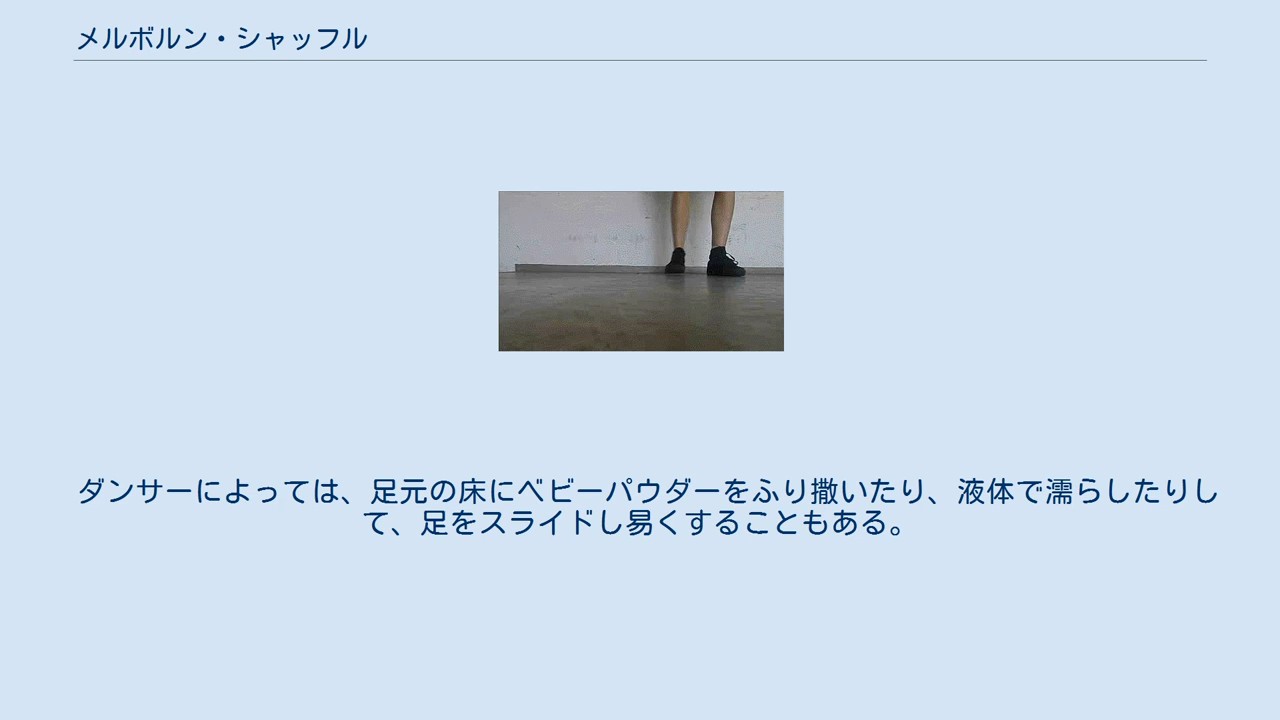 メルボルン・シャッフル
ダンサーによっては、足元の床にベビーパウダーをふり撒いたり、液体で濡らしたりし
て、足をスライドし易くすることもある。